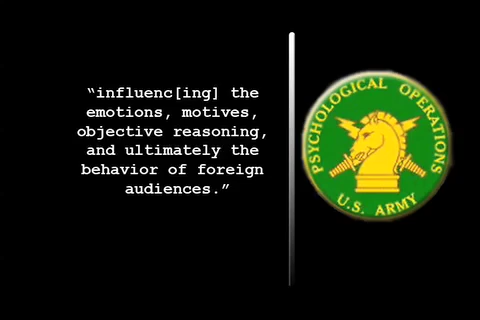 “influenc[ing] the
emotions, motives,
objective reasoning,
and ultimately the
behavior of foreign
audiences.”
PSYCHOLOGICAL OPERATIONS
U.S. ARMY